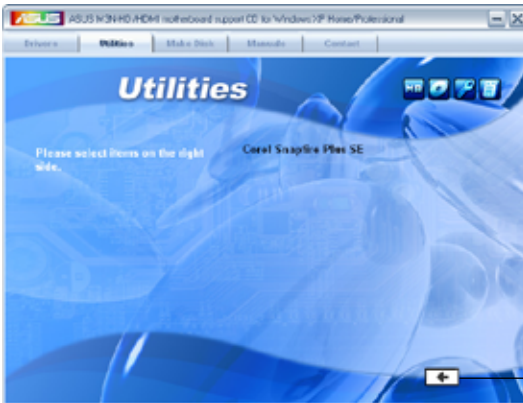 ASUS ASUS M3N-HD/HDMI motherboard support CD for Windows XP Home/Professional
Drivers Utilities Make Disk Manuals Contact
Utilities
Please select items on the right
side.
Corel Snapfire Plus SE